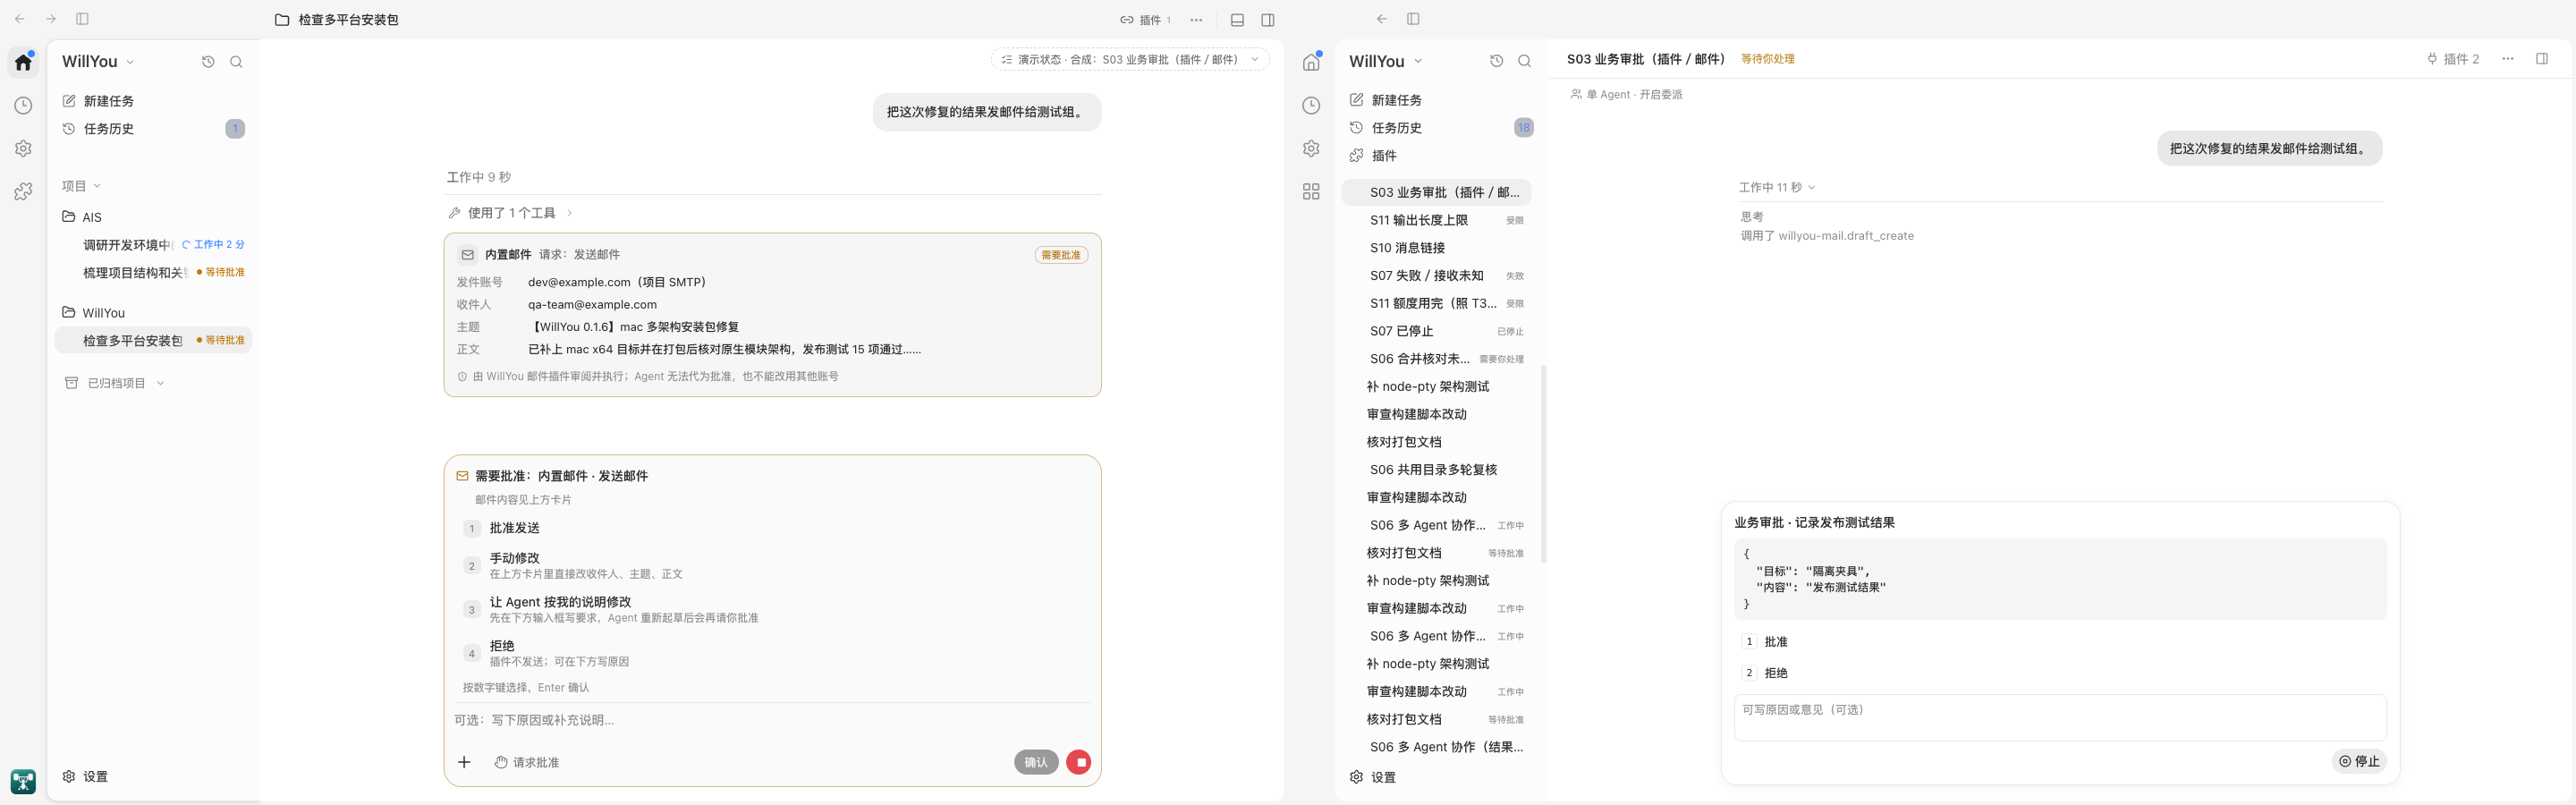 检查多平台安装包
插件 1
WillYou
新建任务
任务历史 1
项目
AIS
调研开发环境中 工作中 2 分
梳理项目结构和关 等待批准
WillYou
检查多平台安装包 等待批准
已归档项目
设置
演示状态 · 合成：S03 业务审批（插件 / 邮件）
把这次修复的结果发邮件给测试组。
工作中 9 秒
使用了 1 个工具
内置邮件 请求：发送邮件 需要批准
发件账号 dev@example.com（项目 SMTP）
收件人 qa-team@example.com
主题 【WillYou 0.1.6】mac 多架构安装包修复
正文 已补上 mac x64 目标并在打包后核对原生模块架构，发布测试 15 项通过……
由 WillYou 邮件插件审阅并执行；Agent 无法代为批准，也不能改用其他账号
需要批准：内置邮件 · 发送邮件
邮件内容见上方卡片
1 批准发送
2 手动修改
在上方卡片里直接改收件人、主题、正文
3 让 Agent 按我的说明修改
先在下方输入框写要求，Agent 重新起草后会再请你批准
4 拒绝
插件不发送；可在下方写原因
按数字键选择，Enter 确认
可选：写下原因或补充说明...
请求批准
确认
WillYou
新建任务
任务历史 18
插件
S03 业务审批（插件 / 邮...
S11 输出长度上限 受限
S10 消息链接
S07 失败 / 接收未知 失败
S11 额度用完（照 T3... 受限
S07 已停止 已停止
S06 合并核对未... 需要你处理
补 node-pty 架构测试
审查构建脚本改动
核对打包文档
S06 共用目录多轮复核
审查构建脚本改动
S06 多 Agent 协作... 工作中
核对打包文档 等待批准
补 node-pty 架构测试
审查构建脚本改动 工作中
S06 多 Agent 协作... 工作中
补 node-pty 架构测试
审查构建脚本改动 工作中
核对打包文档 等待批准
S06 多 Agent 协作（结果...
设置
S03 业务审批（插件 / 邮件） 等待你处理
插件 2
单 Agent · 开启委派
把这次修复的结果发邮件给测试组。
工作中 11 秒
思考
调用了 willyou-mail.draft_create
业务审批 · 记录发布测试结果
{
"目标": "隔离夹具",
"内容": "发布测试结果"
}
1 批准
2 拒绝
可写原因或意见（可选）
停止